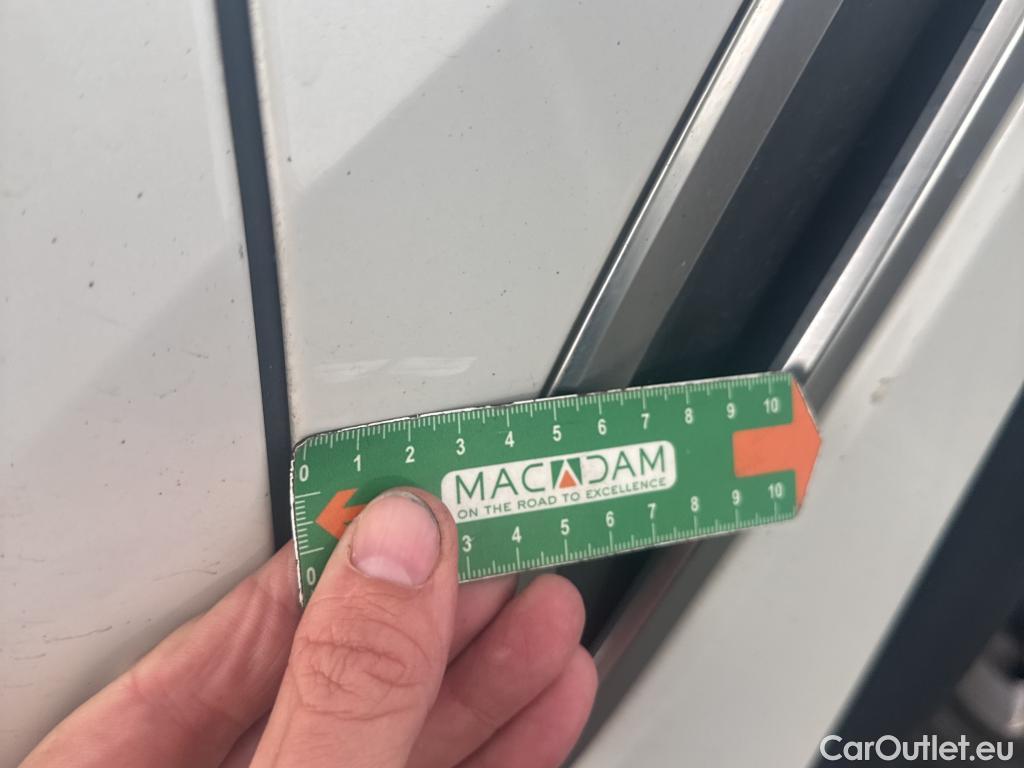 0 1 2 3 4 5 6 7 8 9 10
MACADAM
ON THE ROAD TO EXCELLENCE
0 3 4 5 6 7 8 9 10
CarOutlet.eu